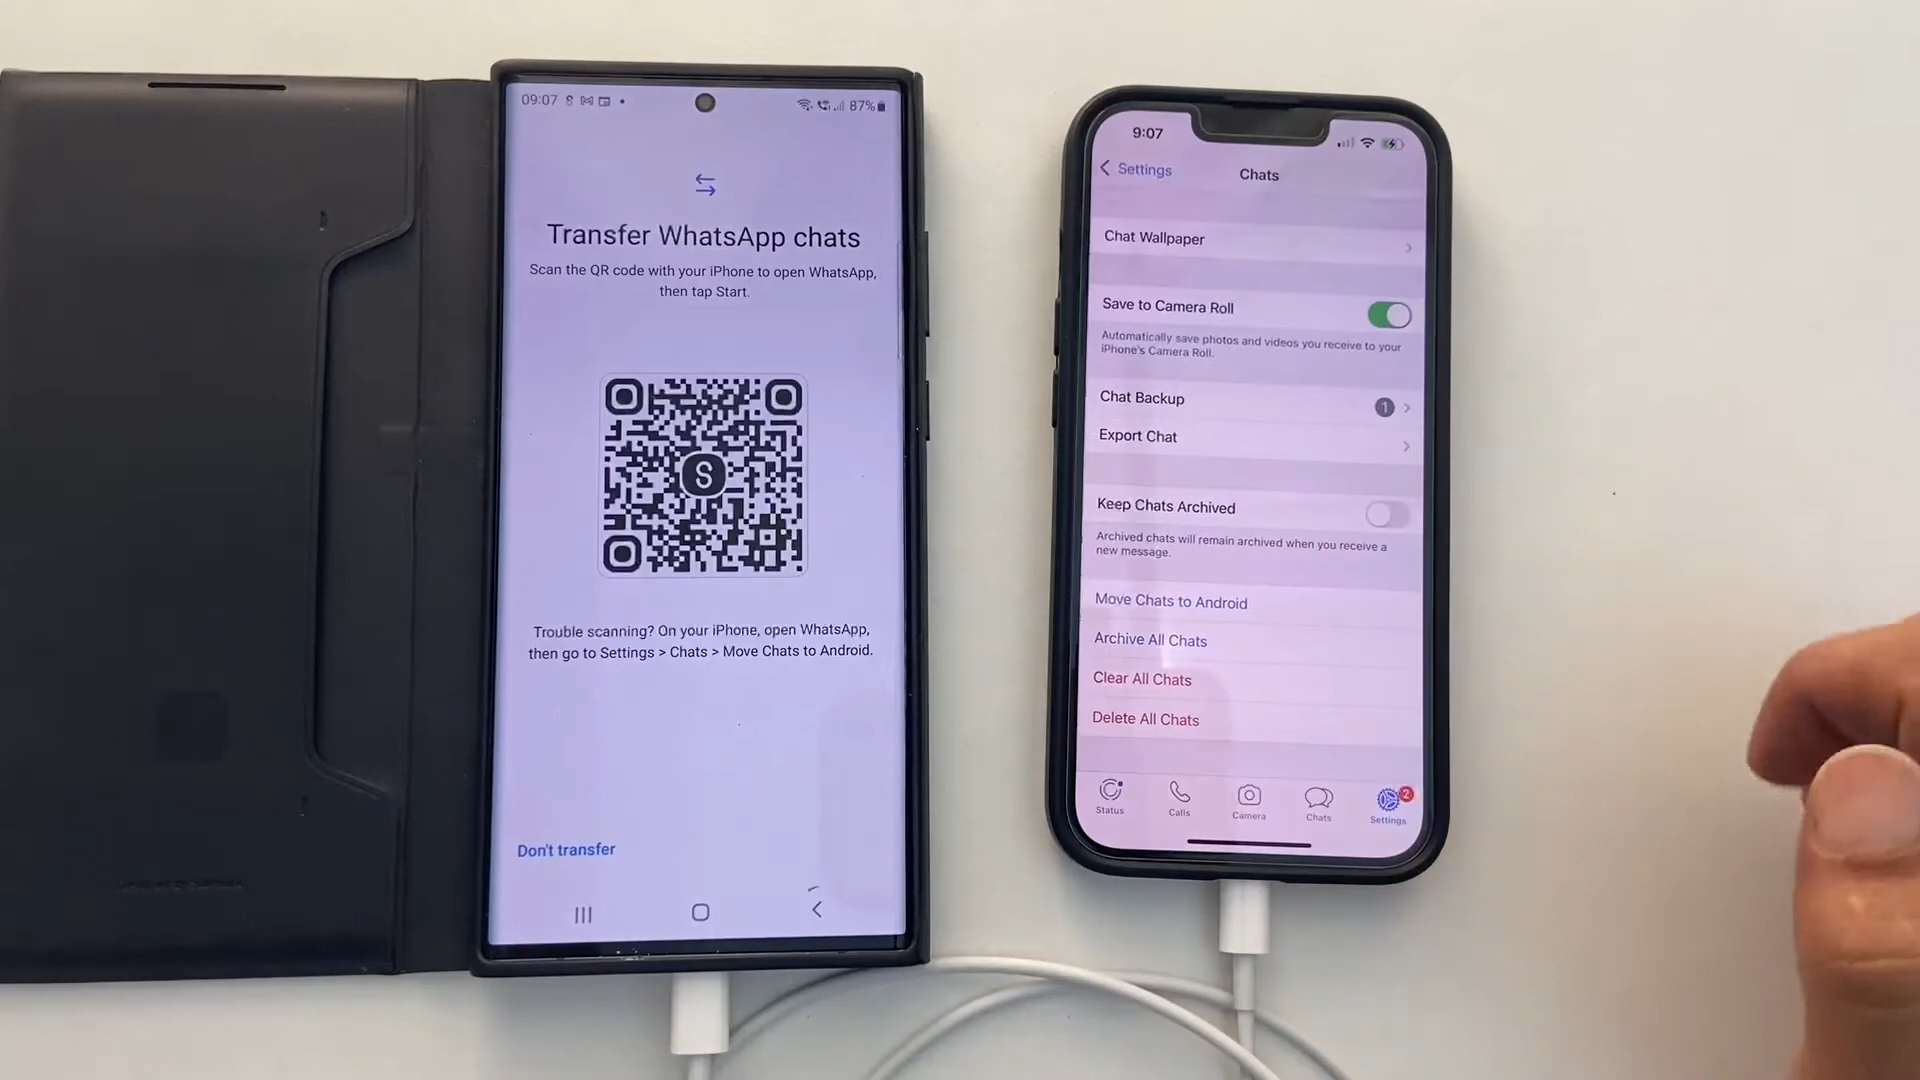 09:07
87%
Transfer WhatsApp chats
Scan the QR code with your iPhone to open WhatsApp,
then tap Start.
S
Trouble scanning? On your iPhone, open WhatsApp,
then go to Settings > Chats > Move Chats to Android.
Don't transfer
9:07
Settings
Chats
Chat Wallpaper
Save to Camera Roll
Automatically save photos and videos you receive to your
iPhone's Camera Roll.
Chat Backup
1
Export Chat
Keep Chats Archived
Archived chats will remain archived when you receive a
new message.
Move Chats to Android
Archive All Chats
Clear All Chats
Delete All Chats
Status
Calls
Camera
Chats
Settings
2